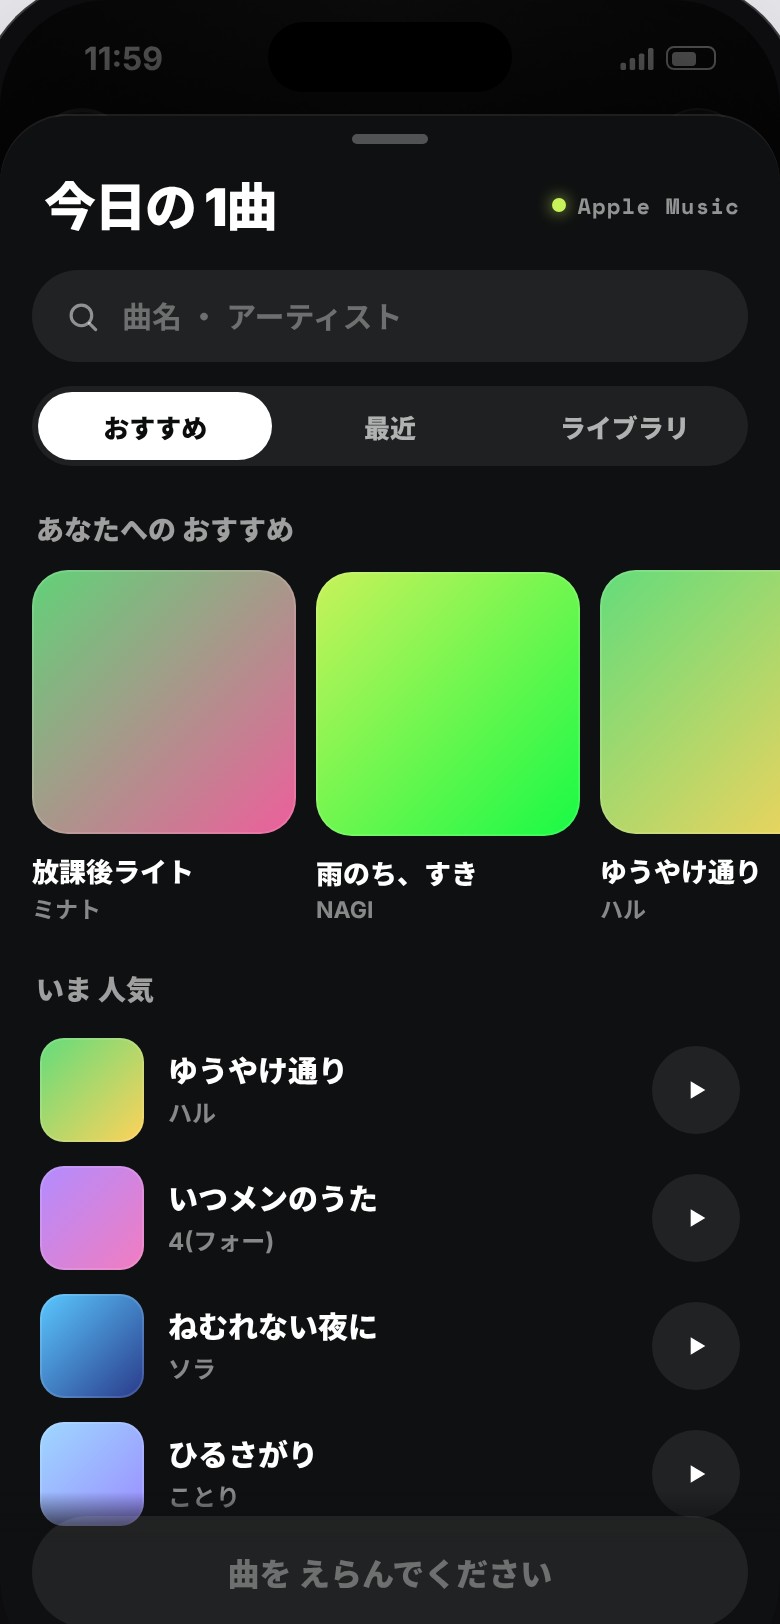 11:59
今日の1曲
Apple Music
曲名 ・ アーティスト
おすすめ
最近
ライブラリ
あなたへの おすすめ
放課後ライト
ミナト
雨のち、すき
NAGI
ゆうやけ通り
ハル
いま 人気
ゆうやけ通り
ハル
いつメンのうた
4(フォー)
ねむれない夜に
ソラ
ひるさがり
ことり
曲を えらんでください